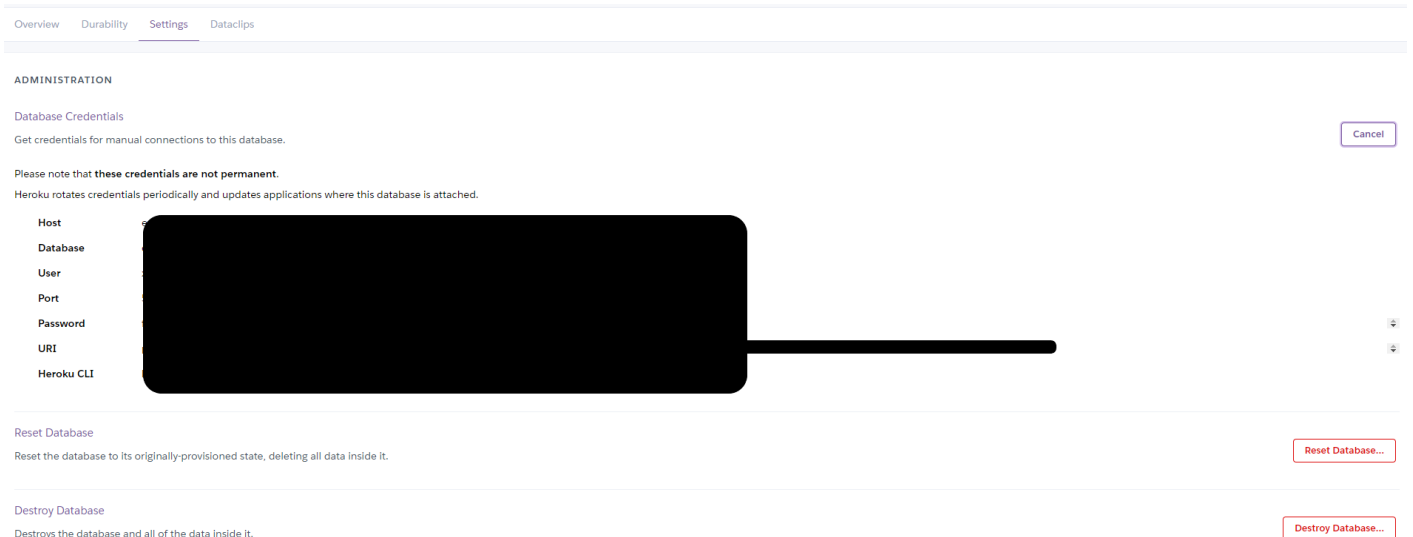 Overview Durability Settings Dataclips
ADMINISTRATION
Database Credentials
Get credentials for manual connections to this database.
Cancel
Please note that these credentials are not permanent.
Heroku rotates credentials periodically and updates applications where this database is attached.
Host
Database
User
Port
Password
URI
Heroku CLI
Reset Database
Reset the database to its originally-provisioned state, deleting all data inside it.
Reset Database...
Destroy Database
Destroys the database and all of the data inside it.
Destroy Database...